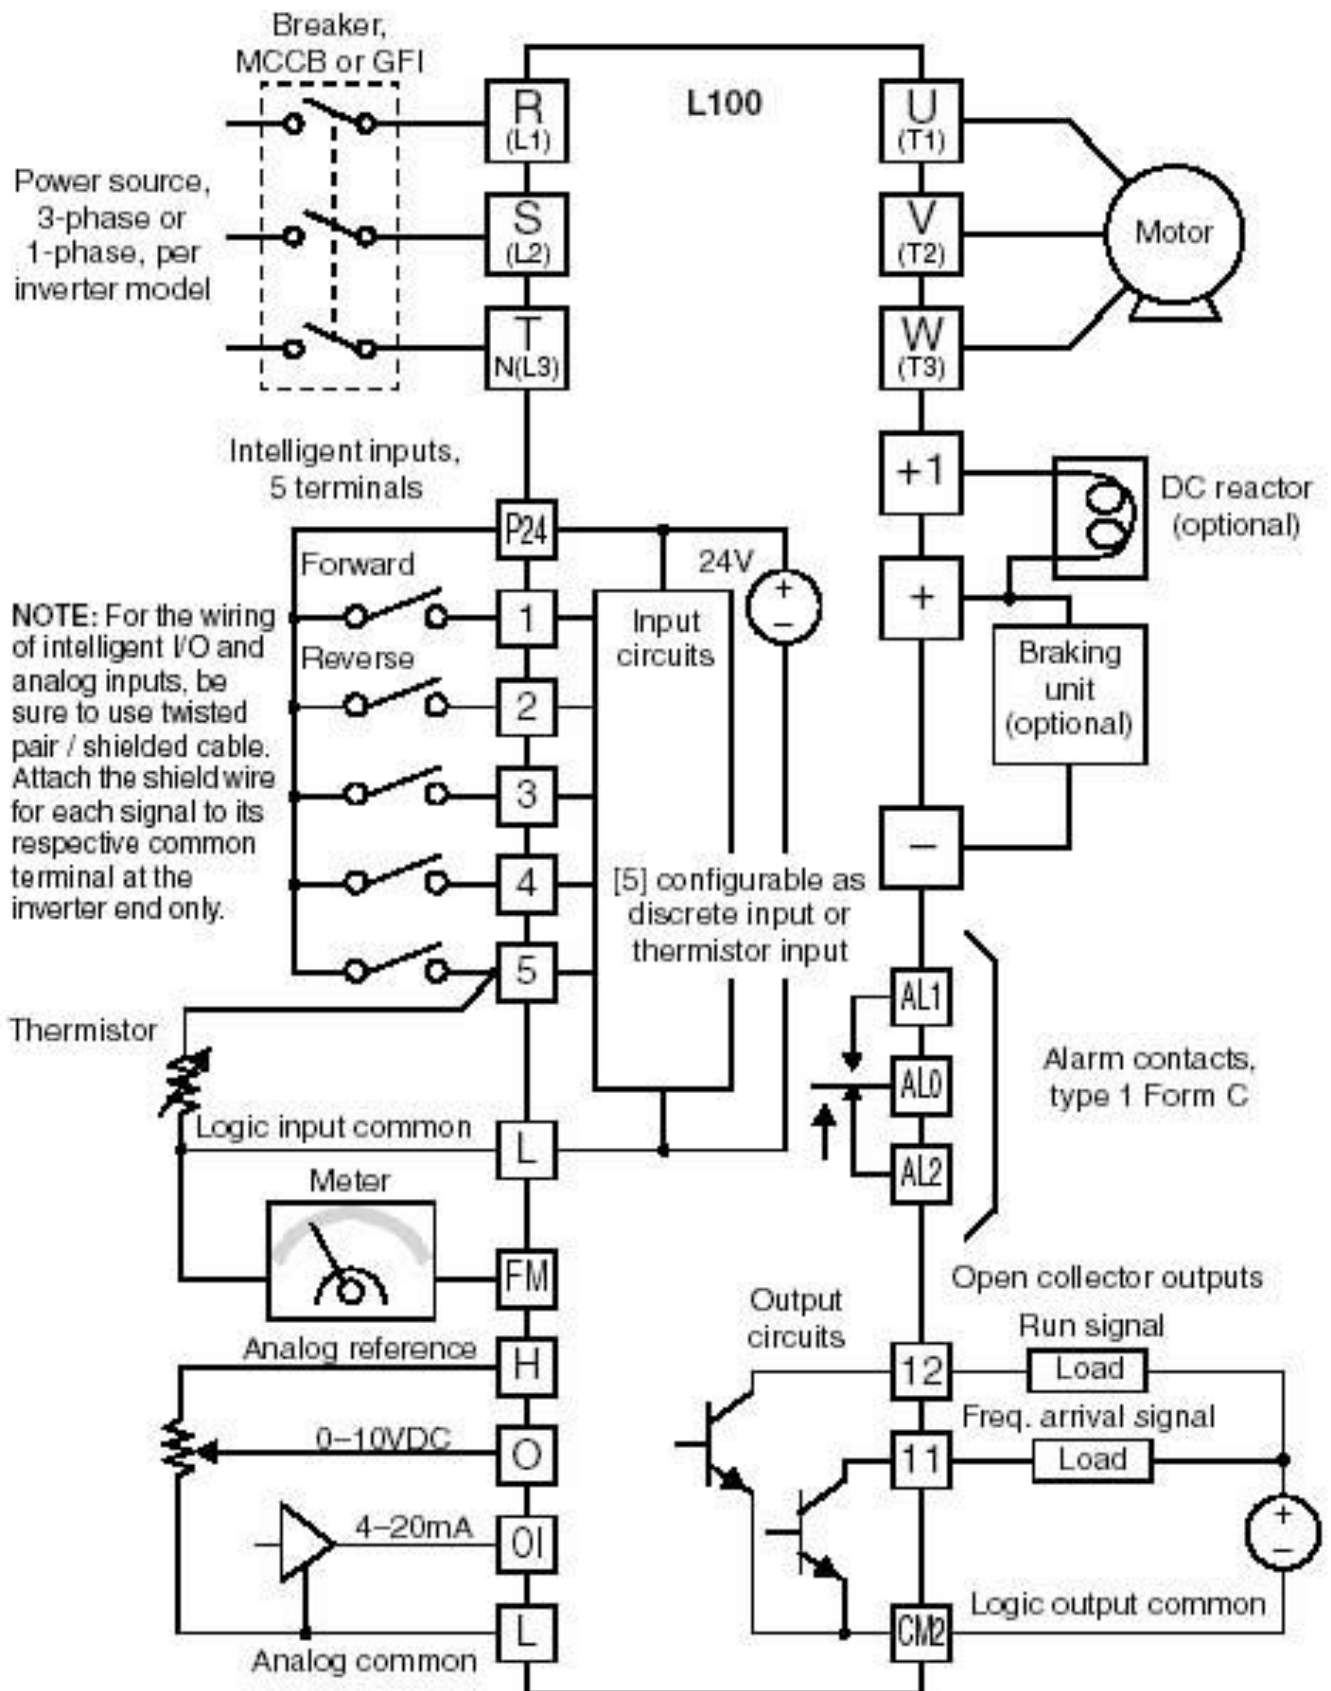 Breaker,
MCCB or GFI
L100
R
(L1)
S
(L2)
T
N(L3)
U
(T1)
V
(T2)
W
(T3)
Motor
Power source,
3-phase or
1-phase, per
inverter model
Intelligent inputs,
5 terminals
+1
+
−
DC reactor
(optional)
Braking
unit
(optional)
P24
24V
+
−
Forward
Reverse
1
2
3
4
5
Input
circuits
[5] configurable as
discrete input or
thermistor input
NOTE: For the wiring
of intelligent I/O and
analog inputs, be
sure to use twisted
pair / shielded cable.
Attach the shield wire
for each signal to its
respective common
terminal at the
inverter end only.
Thermistor
Logic input common
L
Meter
FM
AL1
AL0
AL2
Alarm contacts,
type 1 Form C
Analog reference
H
0–10VDC
O
4–20mA
OI
L
Analog common
Output
circuits
Open collector outputs
Run signal
12
Load
Freq. arrival signal
11
Load
+
−
Logic output common
CM2